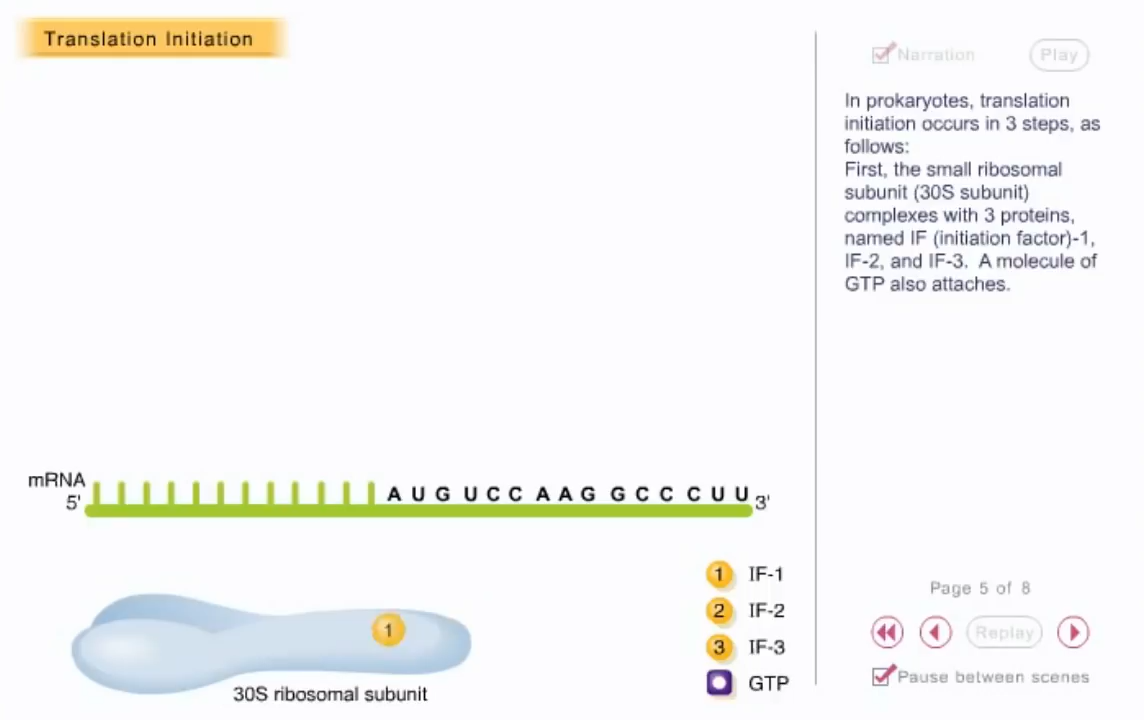 Translation Initiation
Narration
Play
In prokaryotes, translation
initiation occurs in 3 steps, as
follows:
First, the small ribosomal
subunit (30S subunit)
complexes with 3 proteins,
named IF (initiation factor)-1,
IF-2, and IF-3. A molecule of
GTP also attaches.
mRNA
5' A U G U C C A A G G C C C U U 3'
1 IF-1
2 IF-2
3 IF-3
GTP
1
30S ribosomal subunit
Page 5 of 8
Replay
Pause between scenes